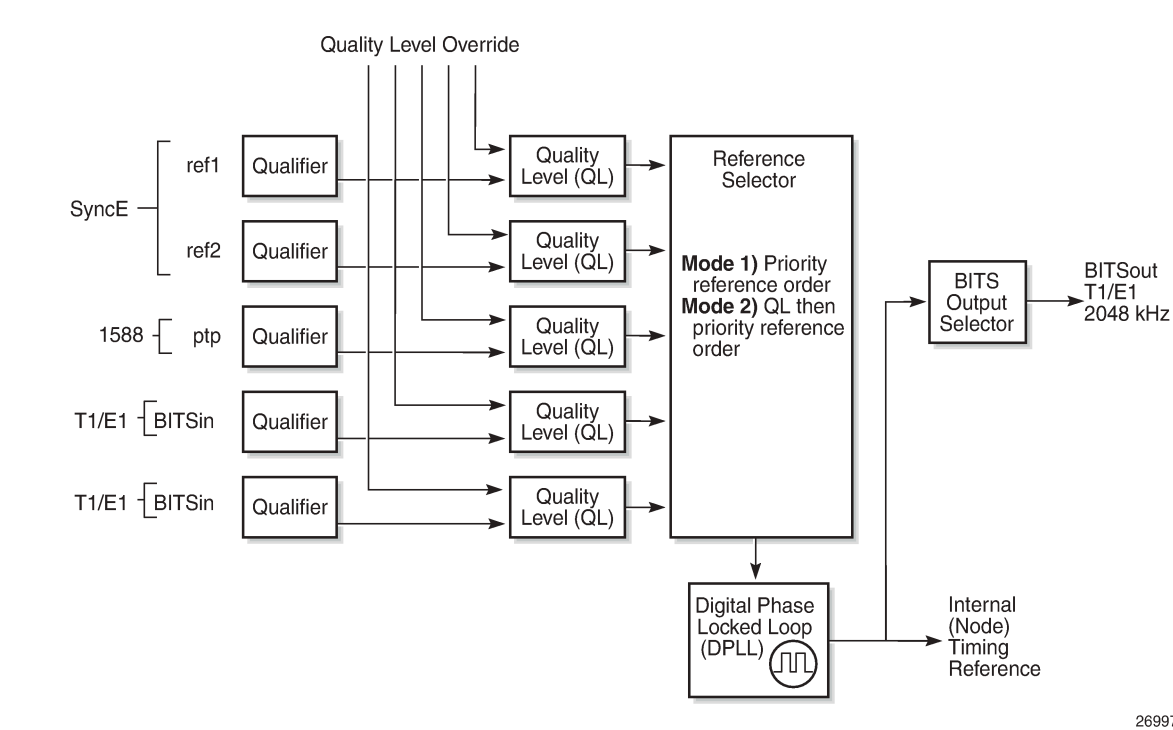 Quality Level Override
SyncE
ref1
Qualifier
Quality
Level (QL)
ref2
Qualifier
Quality
Level (QL)
1588
ptp
Qualifier
Quality
Level (QL)
T1/E1
BITSin
Qualifier
Quality
Level (QL)
T1/E1
BITSin
Qualifier
Quality
Level (QL)
Reference
Selector
Mode 1) Priority
reference order
Mode 2) QL then
priority reference
order
BITS
Output
Selector
BITSout
T1/E1
2048 kHz
Digital Phase
Locked Loop
(DPLL)
Internal
(Node)
Timing
Reference
26997